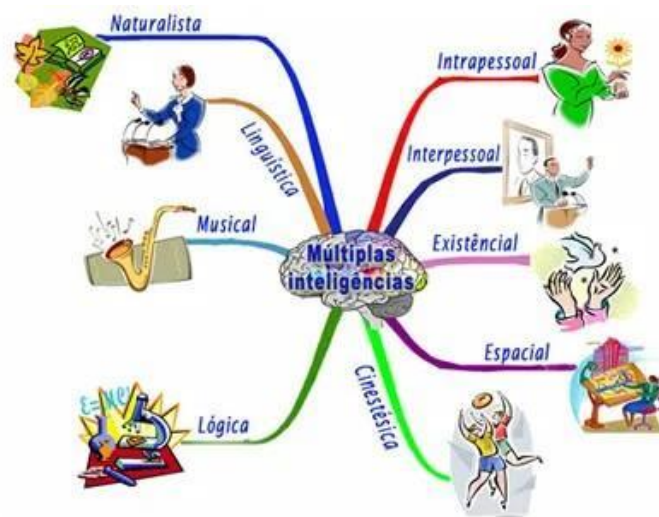 Naturalista
Linguística
Musical
Lógica
Múltiplas
inteligências
Intrapessoal
Interpessoal
Existêncial
Espacial
Cinestésica